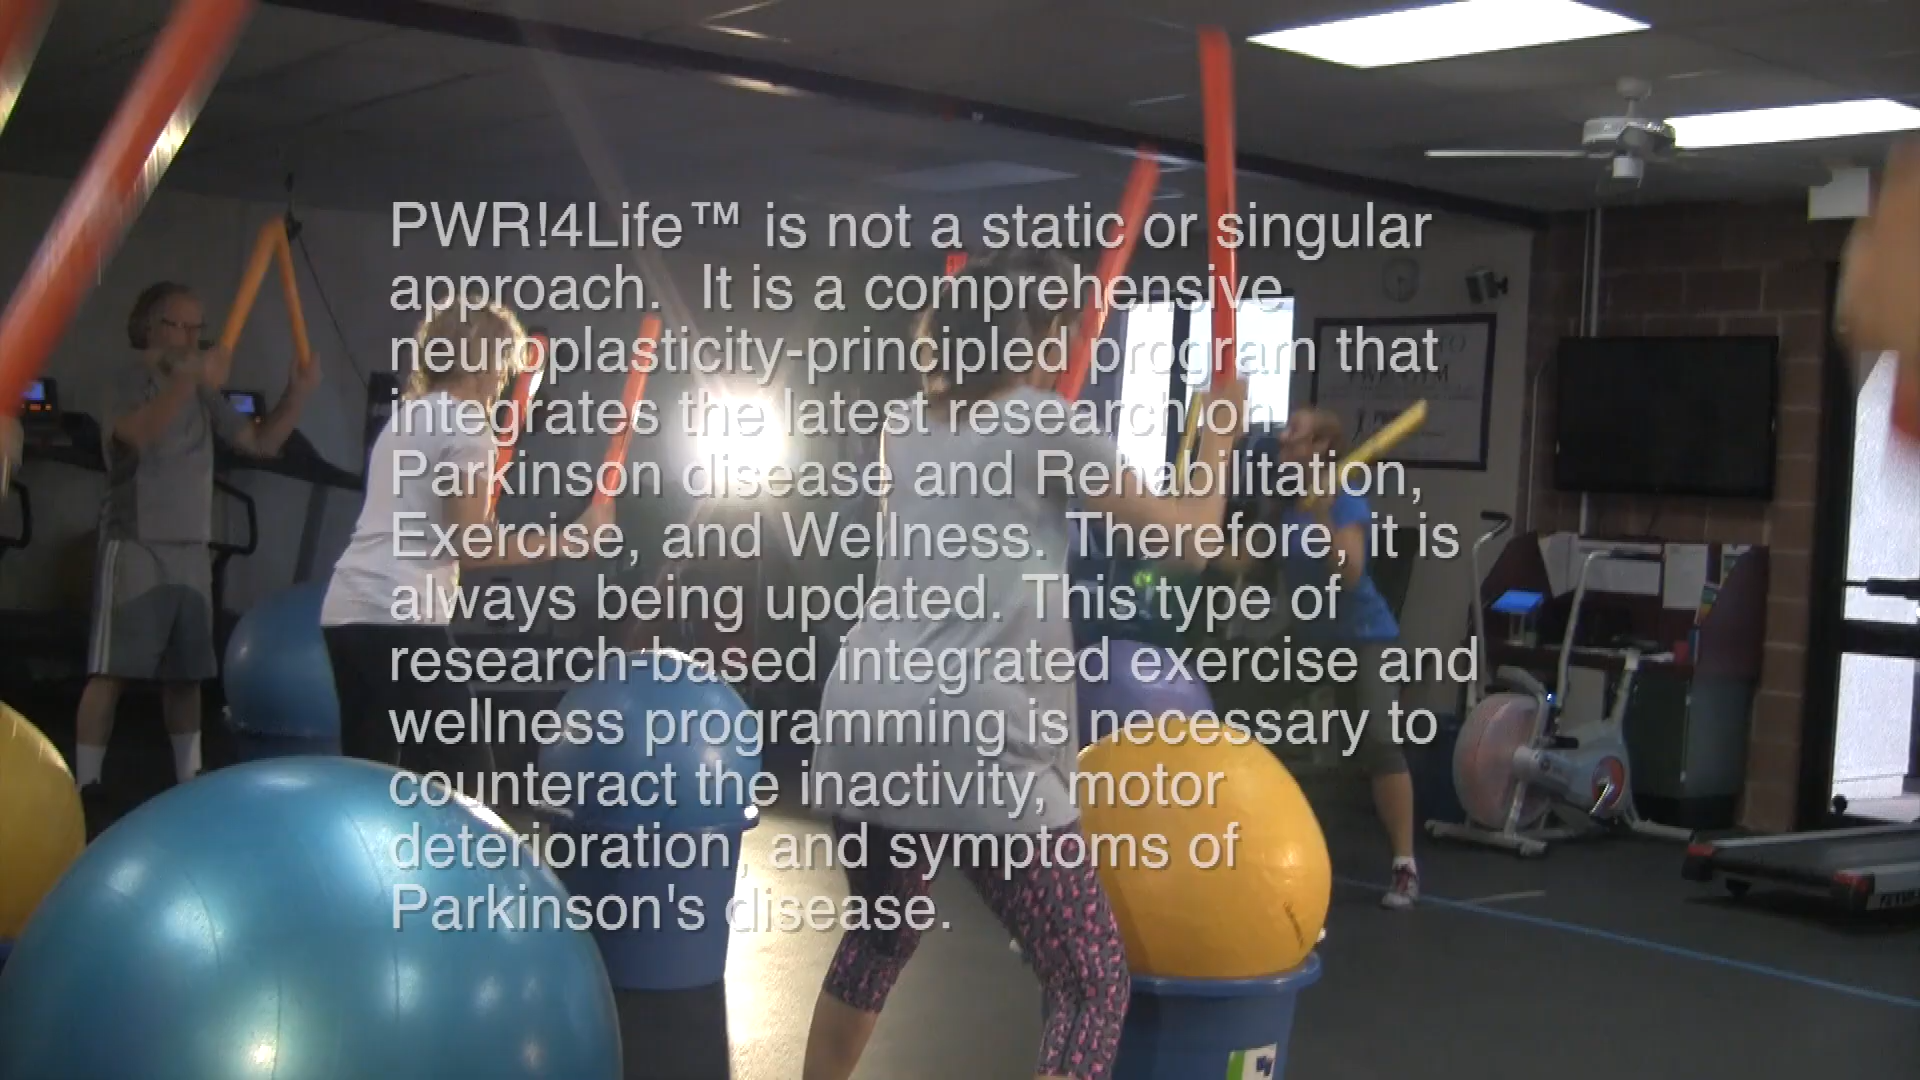 PWR!4Life™ is not a static or singular
approach.  It is a comprehensive
neuroplasticity-principled program that
integrates the latest research on
Parkinson disease and Rehabilitation,
Exercise, and Wellness. Therefore, it is
always being updated. This type of
research-based integrated exercise and
wellness programming is necessary to
counteract the inactivity, motor
deterioration, and symptoms of
Parkinson's disease.